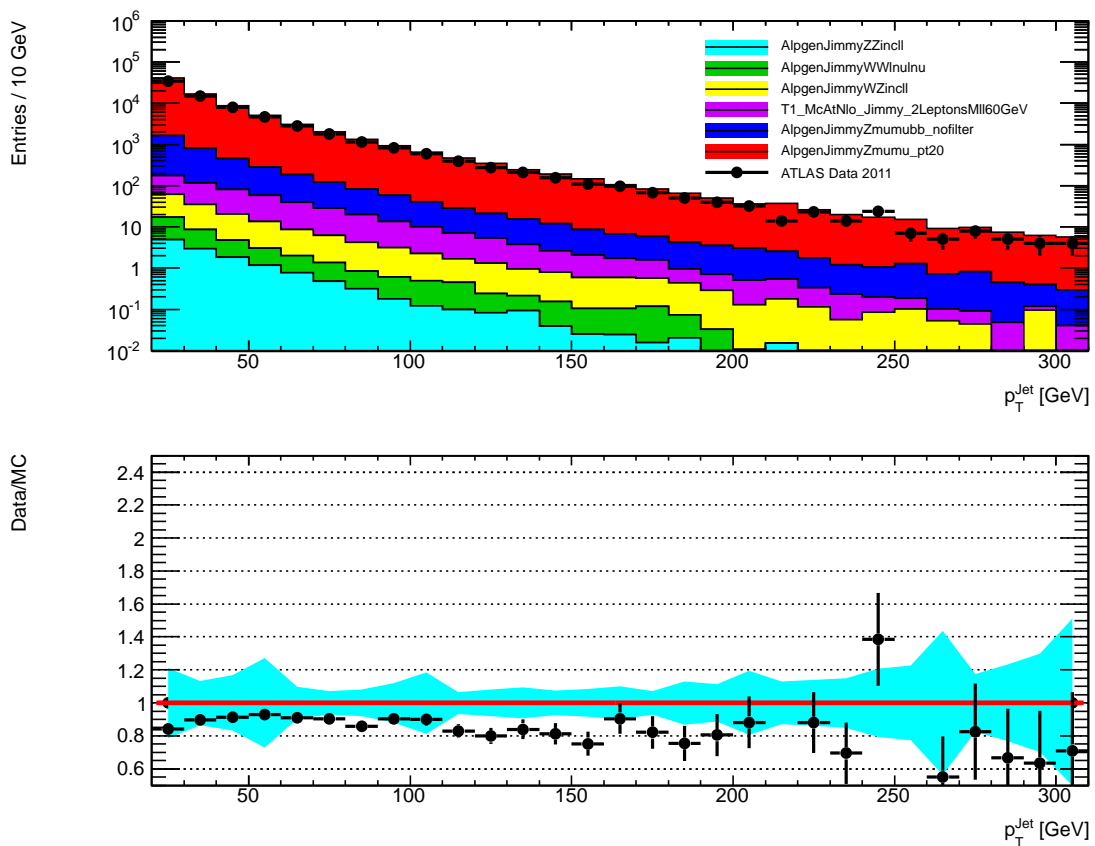 Entries / 10 GeV
10^6
10^5
10^4
10^3
10^2
10
1
10^-1
10^-2
AlpgenJimmyZZincll
AlpgenJimmyWWlnulnu
AlpgenJimmyWZincll
T1_McAtNlo_Jimmy_2LeptonsMll60GeV
AlpgenJimmyZmumubb_nofilter
AlpgenJimmyZmumu_pt20
ATLAS Data 2011
50 100 150 200 250 300
p_T^Jet [GeV]
Data/MC
2.4
2.2
2
1.8
1.6
1.4
1.2
1
0.8
0.6
50 100 150 200 250 300
p_T^Jet [GeV]